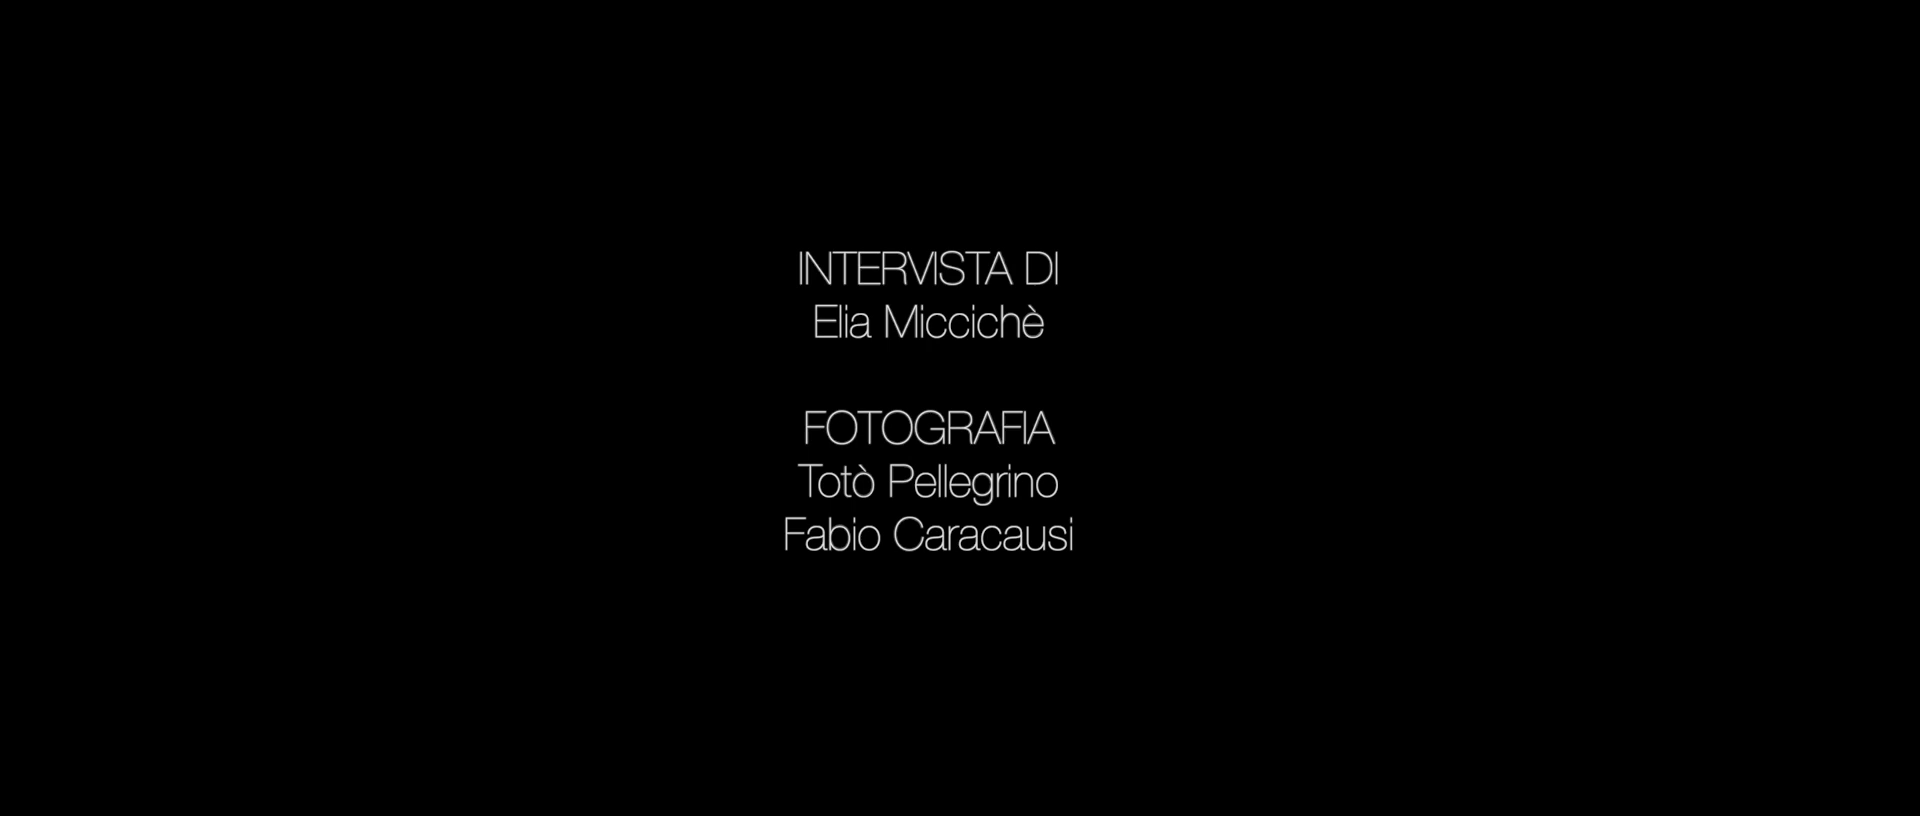 INTERVISTA DI
Elia Miccichè
FOTOGRAFIA
Totò Pellegrino
Fabio Caracausi